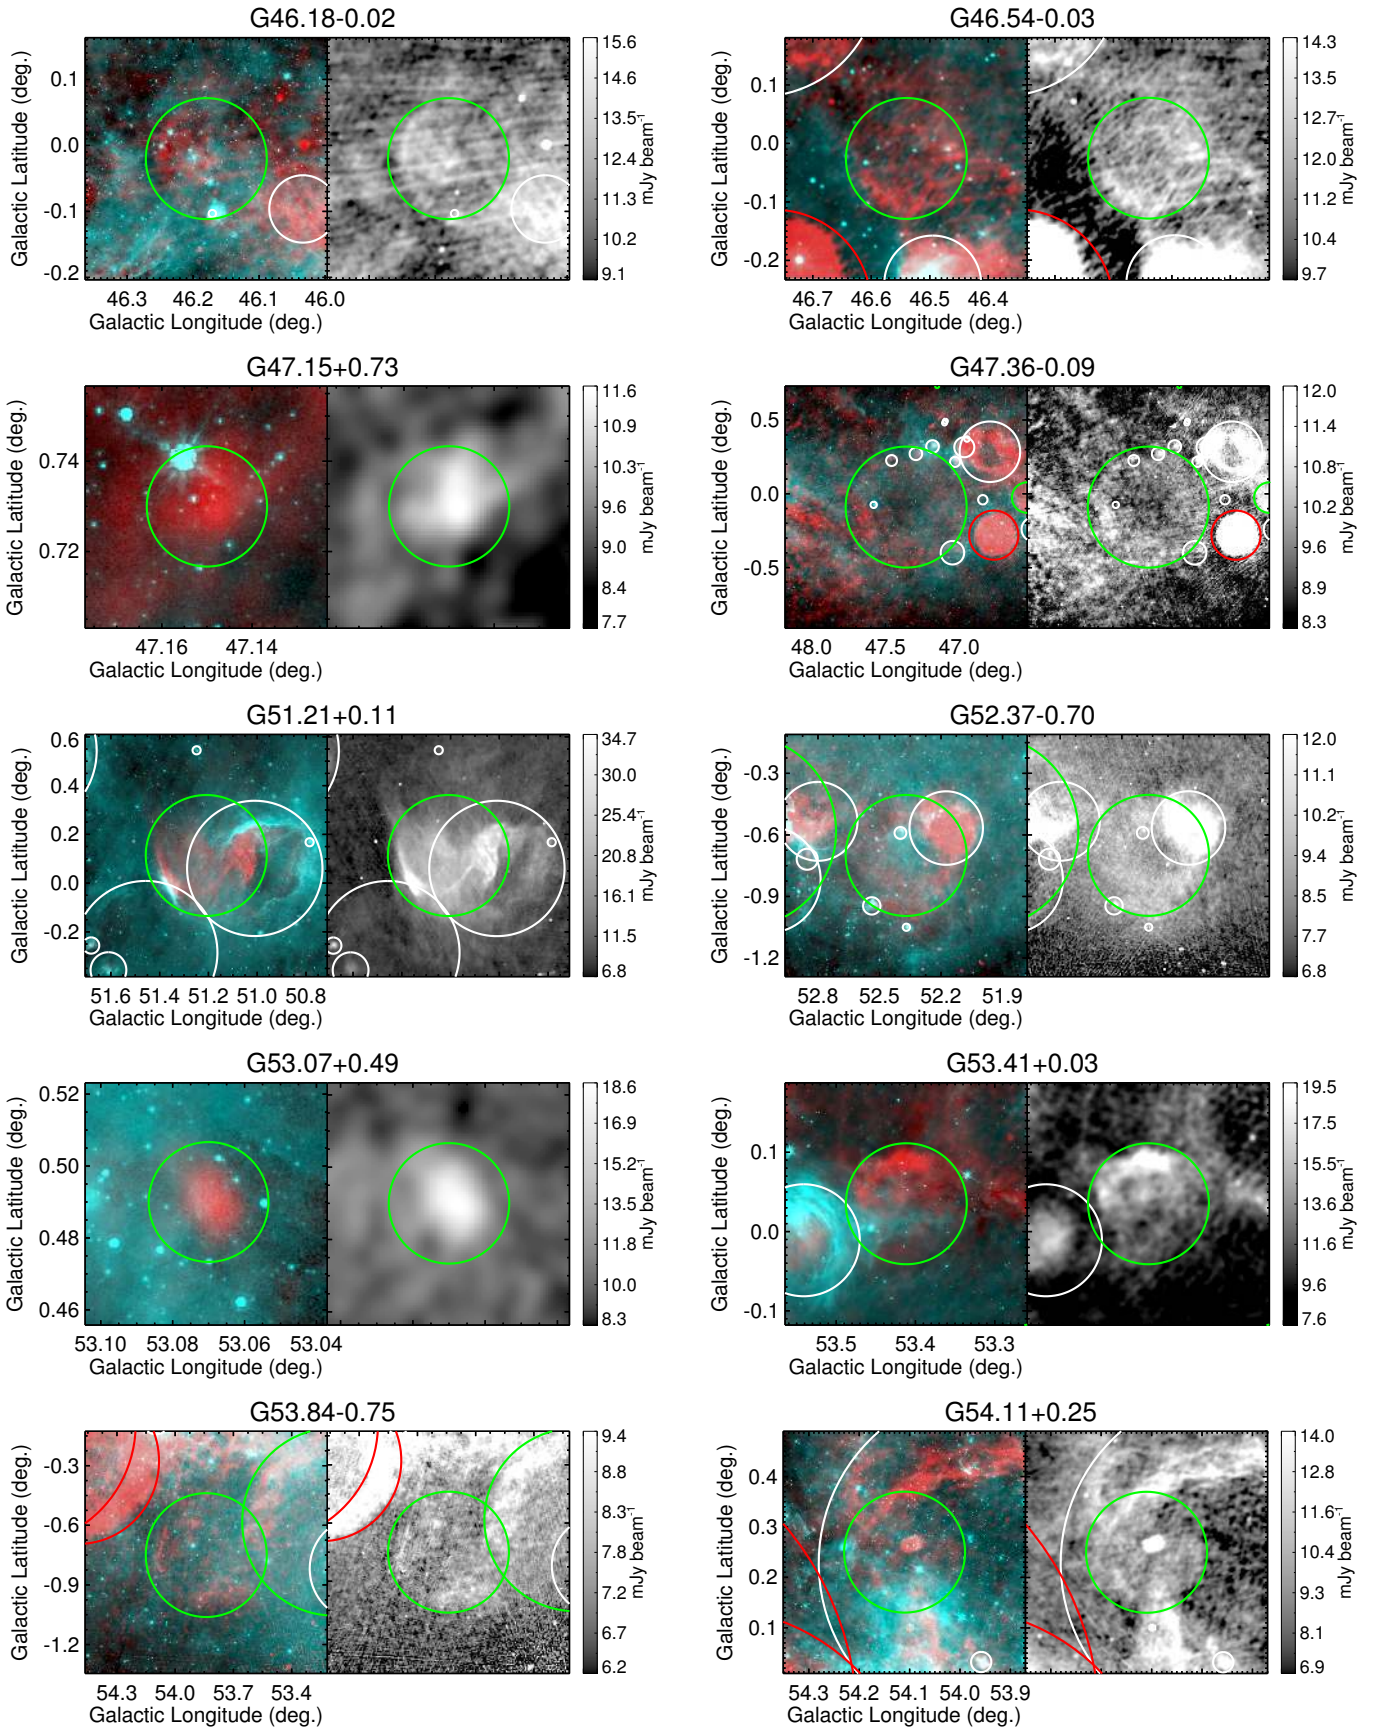 G46.18-0.02
Galactic Latitude (deg.)
0.1
0.0
-0.1
-0.2
46.3 46.2 46.1 46.0
Galactic Longitude (deg.)
15.6
14.6
13.5
12.4
11.3
10.2
9.1
mJy beam-1
G46.54-0.03
Galactic Latitude (deg.)
0.1
0.0
-0.1
-0.2
46.7 46.6 46.5 46.4
Galactic Longitude (deg.)
14.3
13.5
12.7
12.0
11.2
10.4
9.7
mJy beam-1
G47.15+0.73
Galactic Latitude (deg.)
0.74
0.72
47.16 47.14
Galactic Longitude (deg.)
11.6
10.9
10.3
9.6
9.0
8.4
7.7
mJy beam-1
G47.36-0.09
Galactic Latitude (deg.)
0.5
0.0
-0.5
48.0 47.5 47.0
Galactic Longitude (deg.)
12.0
11.4
10.8
10.2
9.6
8.9
8.3
mJy beam-1
G51.21+0.11
Galactic Latitude (deg.)
0.6
0.4
0.2
0.0
-0.2
51.6 51.4 51.2 51.0 50.8
Galactic Longitude (deg.)
34.7
30.0
25.4
20.8
16.1
11.5
6.8
mJy beam-1
G52.37-0.70
Galactic Latitude (deg.)
-0.3
-0.6
-0.9
-1.2
52.8 52.5 52.2 51.9
Galactic Longitude (deg.)
12.0
11.1
10.2
9.4
8.5
7.7
6.8
mJy beam-1
G53.07+0.49
Galactic Latitude (deg.)
0.52
0.50
0.48
0.46
53.10 53.08 53.06 53.04
Galactic Longitude (deg.)
18.6
16.9
15.2
13.5
11.8
10.0
8.3
mJy beam-1
G53.41+0.03
Galactic Latitude (deg.)
0.1
0.0
-0.1
53.5 53.4 53.3
Galactic Longitude (deg.)
19.5
17.5
15.5
13.6
11.6
9.6
7.6
mJy beam-1
G53.84-0.75
Galactic Latitude (deg.)
-0.3
-0.6
-0.9
-1.2
54.3 54.0 53.7 53.4
Galactic Longitude (deg.)
9.4
8.8
8.3
7.8
7.2
6.7
6.2
mJy beam-1
G54.11+0.25
Galactic Latitude (deg.)
0.4
0.3
0.2
0.1
54.3 54.2 54.1 54.0 53.9
Galactic Longitude (deg.)
14.0
12.8
11.6
10.4
9.3
8.1
6.9
mJy beam-1